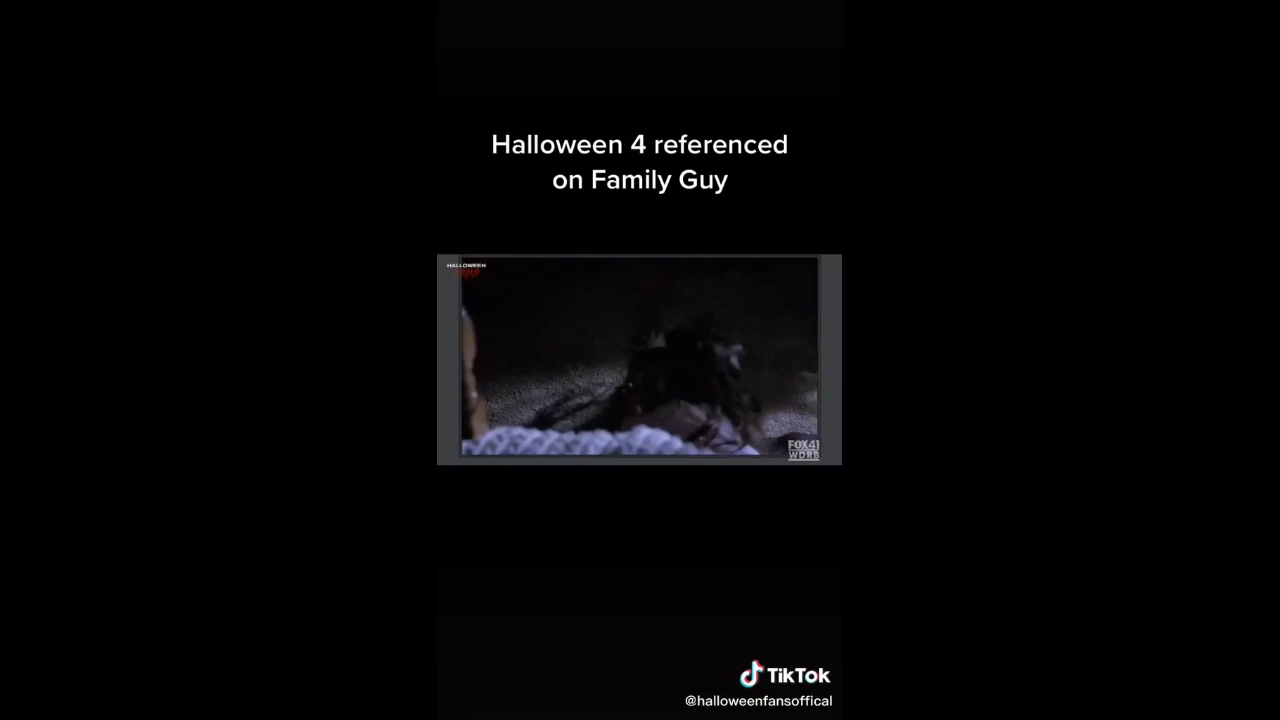 Halloween 4 referenced
on Family Guy
HALLOWEEN
FOX41
WDRB
TikTok
@halloweenfansoffical